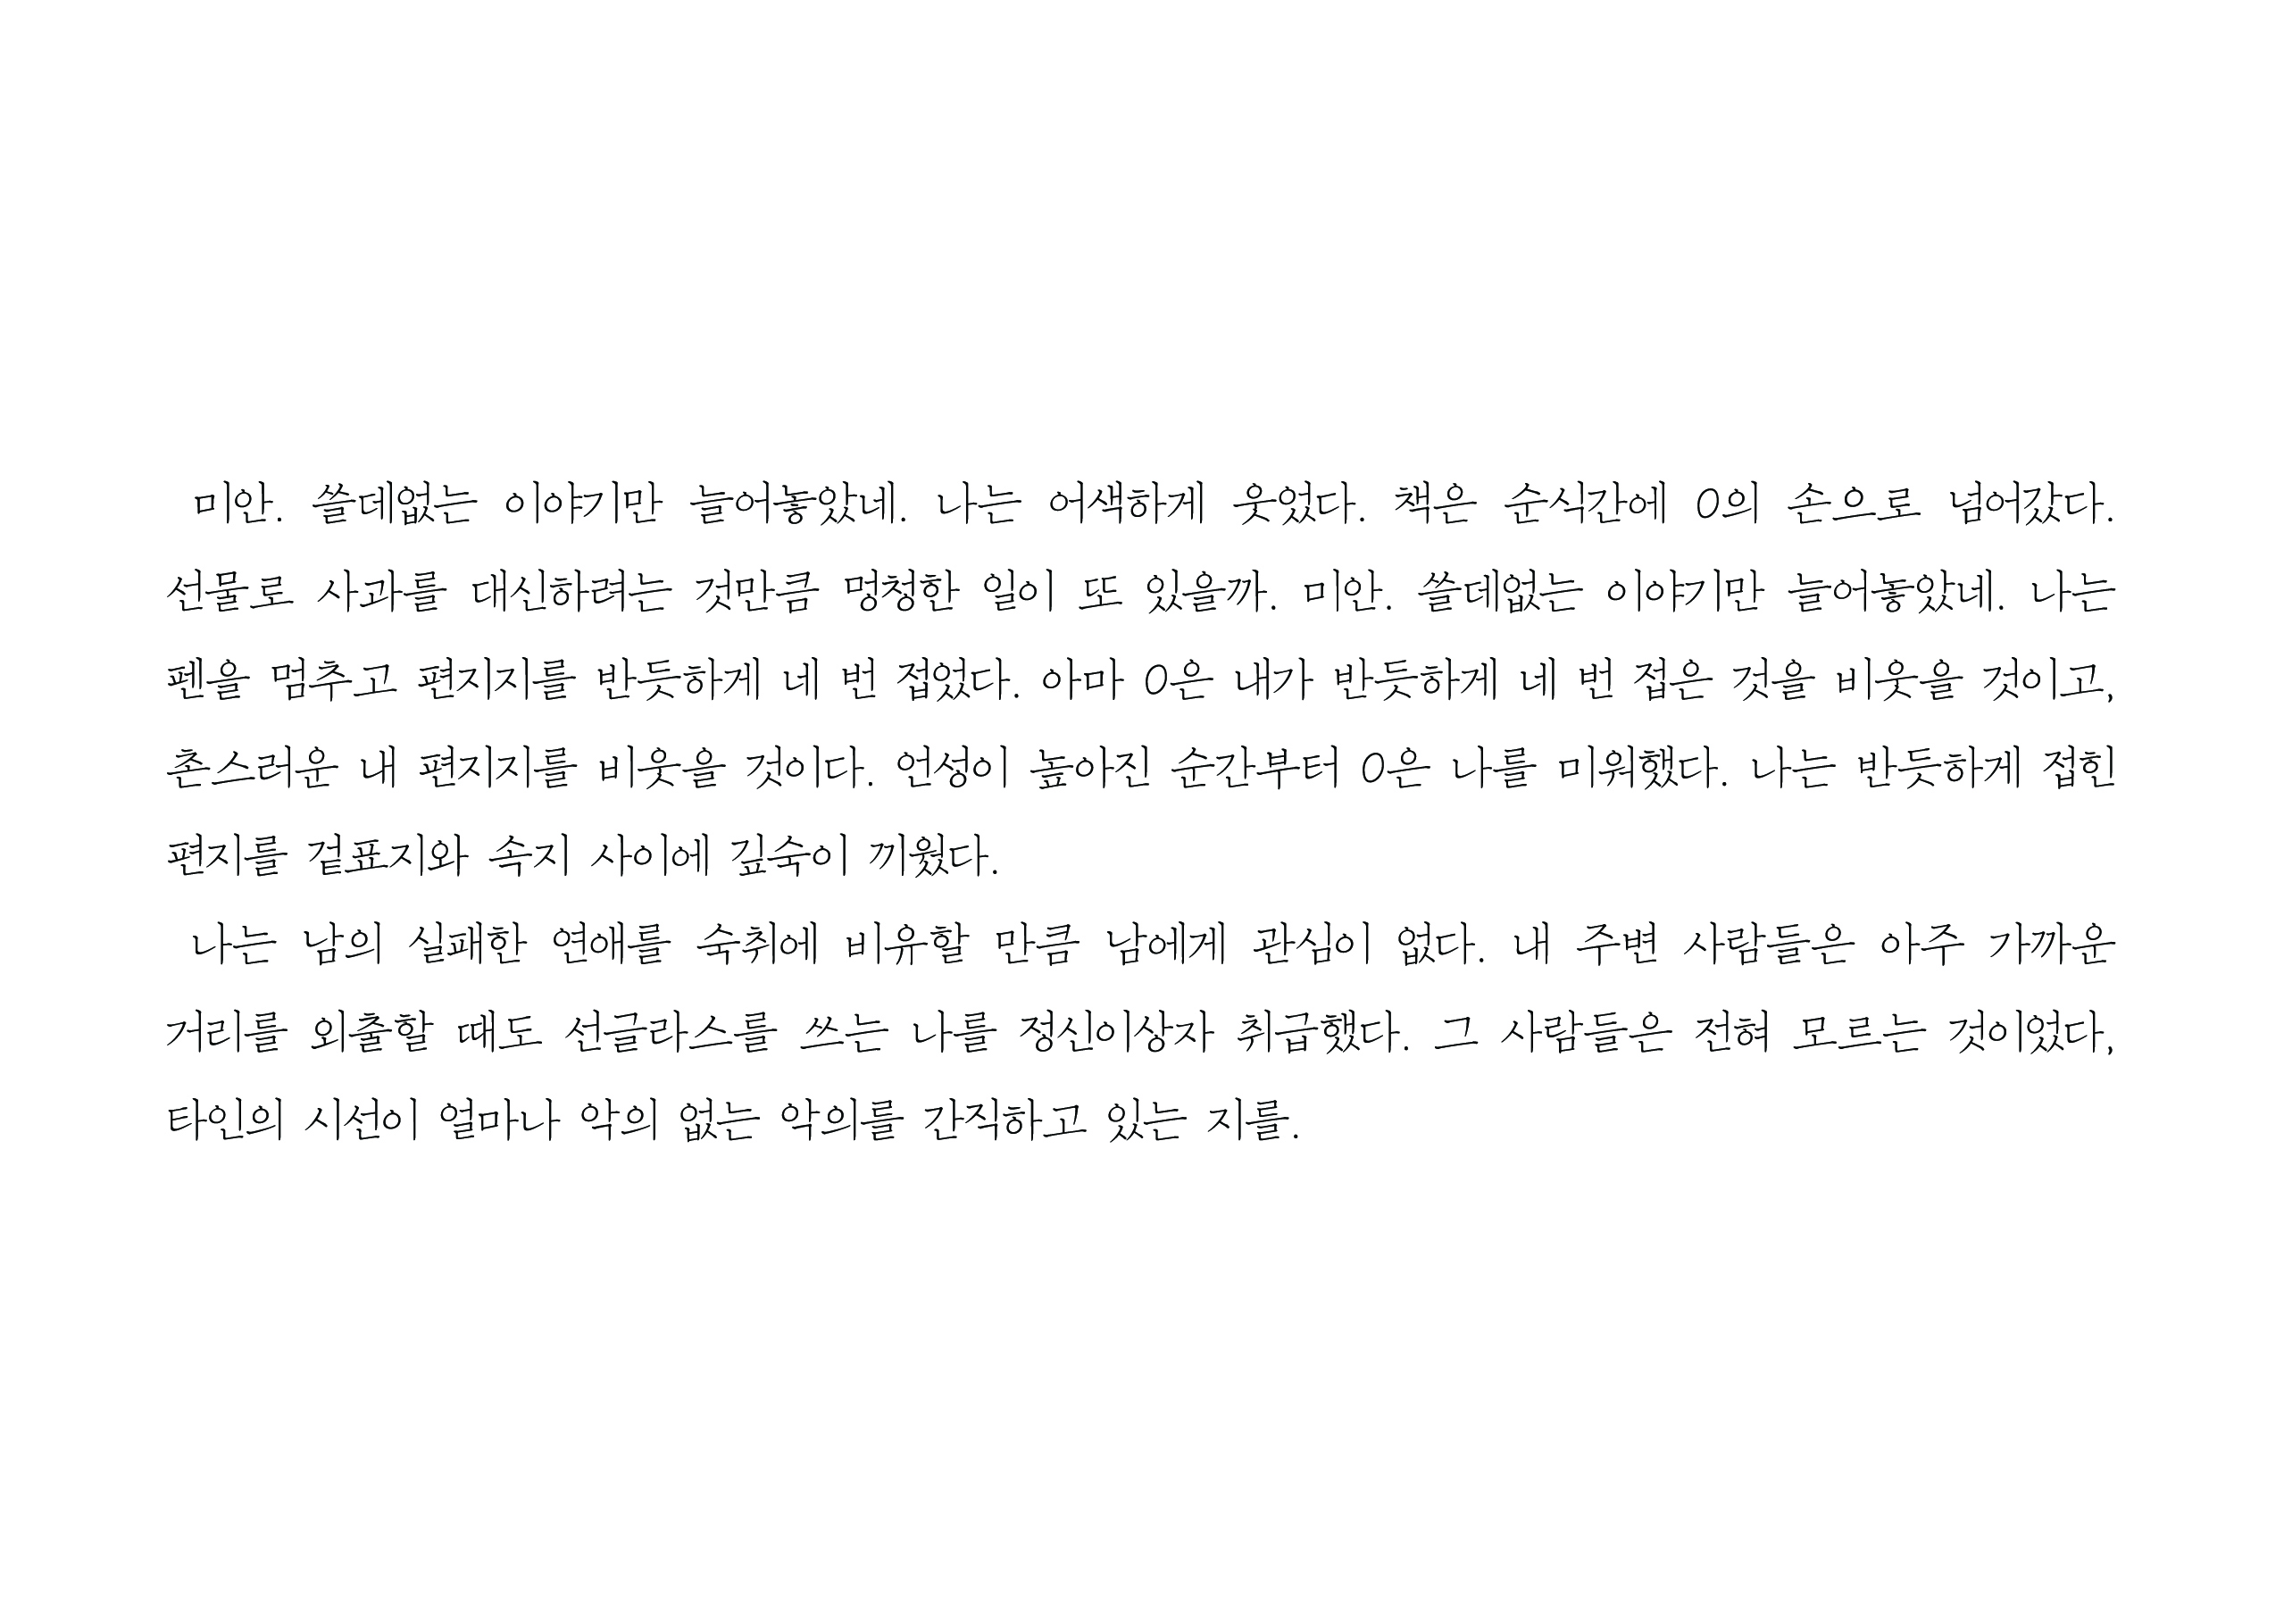 미안. 쓸데없는 이야기만 늘어놓았네. 나는 어색하게 웃었다. 책은 순식간에 0의 손으로 넘어갔다.
선물로 사과를 대신하려는 것만큼 멍청한 일이 또 있을까. 미안. 쓸데없는 이야기만 늘어놓았네. 나는
펜을 멈추고 편지지를 반듯하게 네 번 접었다. 아마 0은 내가 반듯하게 네 번 접은 것을 비웃을 것이고,
촌스러운 내 편지지를 비웃을 것이다. 언성이 높아진 순간부터 0은 나를 미워했다. 나는 반듯하게 접힌
편지를 겉표지와 속지 사이에 깊숙이 끼웠다.
나는 남의 실패한 연애를 숙취에 비유할 만큼 남에게 관심이 없다. 내 주변 사람들은 아주 가까운
거리를 외출할 때도 선글라스를 쓰는 나를 정신이상자 취급했다. 그 사람들은 전혀 모르는 것이었다,
타인의 시선이 얼마나 악의 없는 악의를 간직하고 있는 지를.